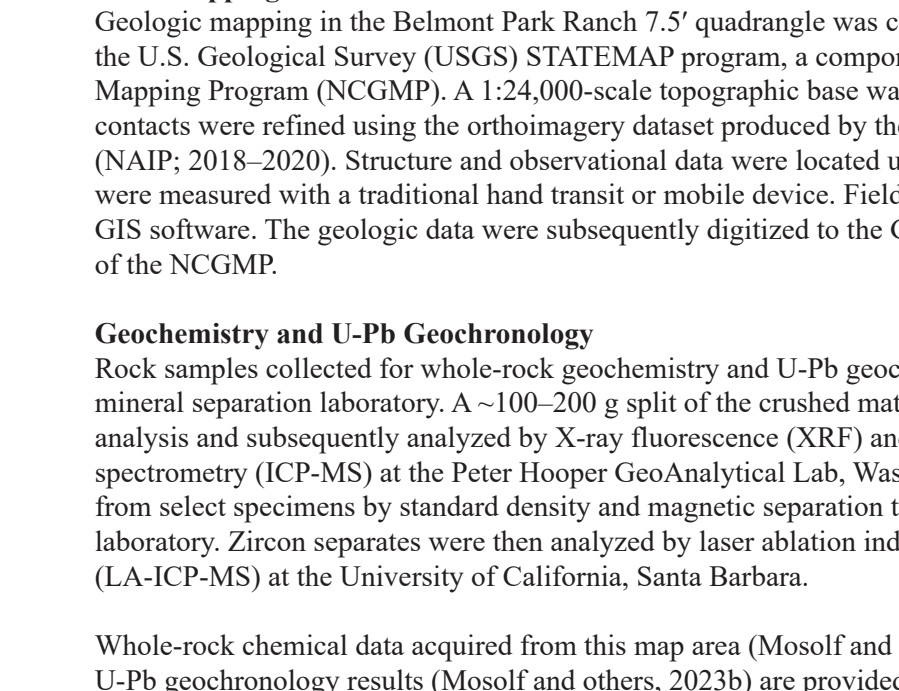 Geologic mapping in the Belmont Park Ranch 7.5′ quadrangle was
the U.S. Geological Survey (USGS) STATEMAP program, a
Mapping Program (NCGMP). A 1:24,000-scale topographic base
contacts were refined using the orthoimagery dataset produced by
(NAIP; 2018–2020). Structure and observational data were located
were measured with a traditional hand transit or mobile device. Field
GIS software. The geologic data were subsequently digitized to the
of the NCGMP.
Geochemistry and U-Pb Geochronology
Rock samples collected for whole-rock geochemistry and U-Pb
mineral separation laboratory. A ~100–200 g split of the crushed
analysis and subsequently analyzed by X-ray fluorescence (XRF)
spectrometry (ICP-MS) at the Peter Hooper GeoAnalytical Lab,
from select specimens by standard density and magnetic separation
laboratory. Zircon separates were then analyzed by laser ablation
(LA-ICP-MS) at the University of California, Santa Barbara.
Whole-rock chemical data acquired from this map area (Mosolf and
U-Pb geochronology results (Mosolf and others, 2023b) are provided